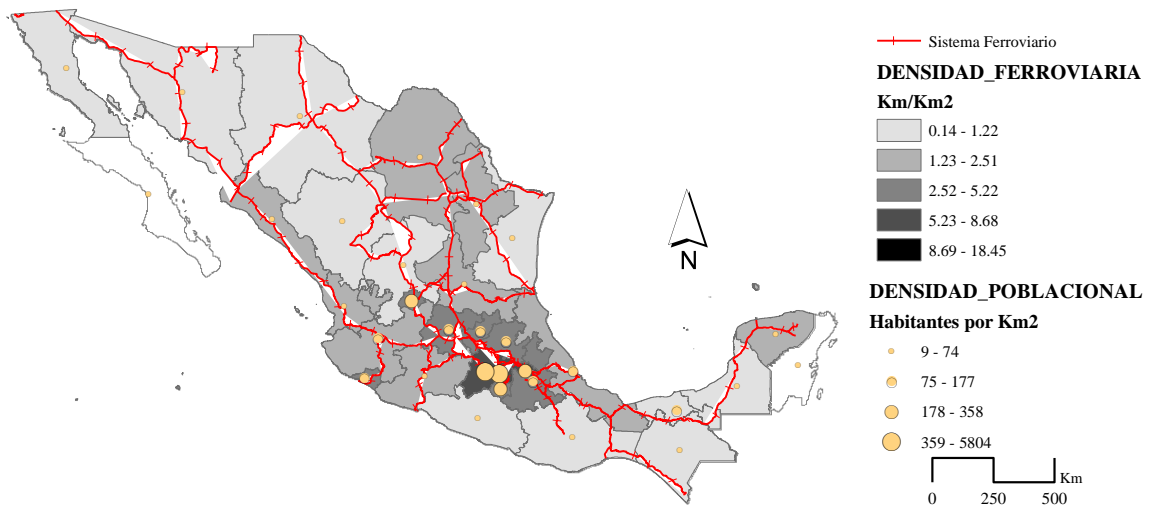 Sistema Ferroviario
DENSIDAD_FERROVIARIA
Km/Km2
0.14 - 1.22
1.23 - 2.51
2.52 - 5.22
5.23 - 8.68
8.69 - 18.45
N
DENSIDAD_POBLACIONAL
Habitantes por Km2
9 - 74
75 - 177
178 - 358
359 - 5804
Km
0 250 500